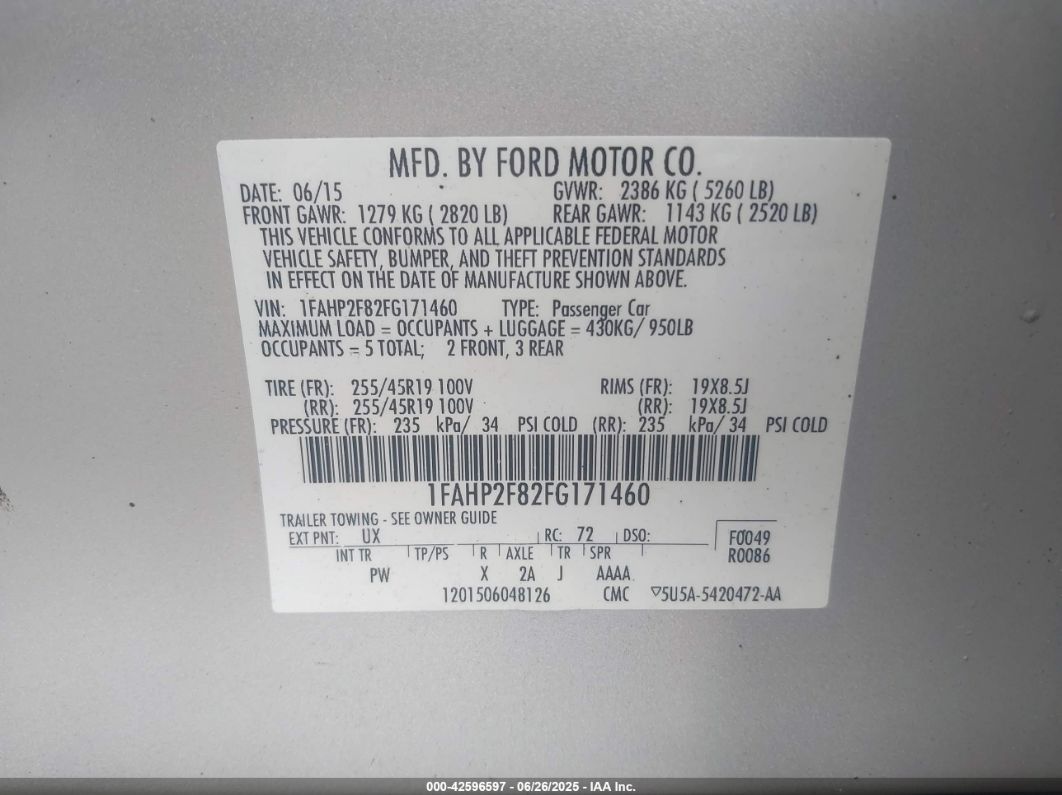 MFD. BY FORD MOTOR CO.
DATE: 06/15 GVWR: 2386 KG ( 5260 LB)
FRONT GAWR: 1279 KG ( 2820 LB) REAR GAWR: 1143 KG ( 2520 LB)
THIS VEHICLE CONFORMS TO ALL APPLICABLE FEDERAL MOTOR
VEHICLE SAFETY, BUMPER, AND THEFT PREVENTION STANDARDS
IN EFFECT ON THE DATE OF MANUFACTURE SHOWN ABOVE.
VIN: 1FAHP2F82FG171460 TYPE: Passenger Car
MAXIMUM LOAD = OCCUPANTS + LUGGAGE = 430KG/ 950LB
OCCUPANTS = 5 TOTAL; 2 FRONT, 3 REAR
TIRE (FR): 255/45R19 100V RIMS (FR): 19X8.5J
(RR): 255/45R19 100V (RR): 19X8.5J
PRESSURE (FR): 235 kPa/ 34 PSI COLD (RR): 235 kPa/ 34 PSI COLD
1FAHP2F82FG171460
TRAILER TOWING - SEE OWNER GUIDE
EXT PNT: UX RC: 72 DSO: F0049
INT TR TP/PS R AXLE TR SPR R0086
PW X 2A J AAAA
1201506048126 CMC ▽5U5A-5420472-AA
000-42596597 - 06/26/2025 - IAA Inc.